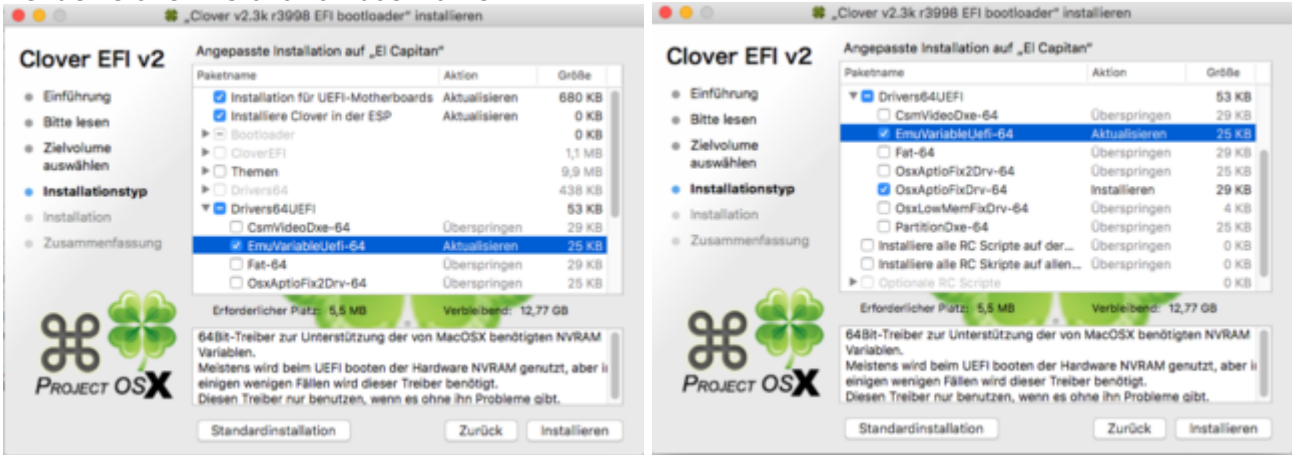 „Clover v2.3k r3998 EFI bootloader“ installieren
Clover EFI v2
Einführung
Bitte lesen
Zielvolume
auswählen
Installationstyp
Installation
Zusammenfassung
PROJECT OSX
Angepasste Installation auf „El Capitan“
Paketname Aktion Größe
Installation für UEFI-Motherboards Aktualisieren 680 KB
Installiere Clover in der ESP Aktualisieren 0 KB
Bootloader 0 KB
CloverEFI 1,1 MB
Themen 9,9 MB
Drivers64 438 KB
Drivers64UEFI 53 KB
CsmVideoDxe-64 Überspringen 29 KB
EmuVariableUefi-64 Aktualisieren 25 KB
Fat-64 Überspringen 29 KB
OsxAptioFix2Drv-64 Überspringen 25 KB
Erforderlicher Platz: 5,5 MB Verbleibend: 12,77 GB
64Bit-Treiber zur Unterstützung der von MacOSX benötigten NVRAM
Variablen.
Meistens wird beim UEFI booten der Hardware NVRAM genutzt, aber i
einigen wenigen Fällen wird dieser Treiber benötigt.
Diesen Treiber nur benutzen, wenn es ohne ihn Probleme gibt.
Standardinstallation Zurück Installieren
„Clover v2.3k r3998 EFI bootloader“ installieren
Clover EFI v2
Einführung
Bitte lesen
Zielvolume
auswählen
Installationstyp
Installation
Zusammenfassung
PROJECT OSX
Angepasste Installation auf „El Capitan“
Paketname Aktion Größe
Drivers64UEFI 53 KB
CsmVideoDxe-64 Überspringen 29 KB
EmuVariableUefi-64 Aktualisieren 25 KB
Fat-64 Überspringen 29 KB
OsxAptioFix2Drv-64 Überspringen 25 KB
OsxAptioFixDrv-64 Installieren 29 KB
OsxLowMemFixDrv-64 Überspringen 4 KB
PartitionDxe-64 Überspringen 25 KB
Installiere alle RC Scripte auf der... Überspringen 0 KB
Installiere alle RC Skripte auf allen... Überspringen 0 KB
Optionale RC Scripte 0 KB
Erforderlicher Platz: 5,5 MB Verbleibend: 12,77 GB
64Bit-Treiber zur Unterstützung der von MacOSX benötigten NVRAM
Variablen.
Meistens wird beim UEFI booten der Hardware NVRAM genutzt, aber i
einigen wenigen Fällen wird dieser Treiber benötigt.
Diesen Treiber nur benutzen, wenn es ohne ihn Probleme gibt.
Standardinstallation Zurück Installieren